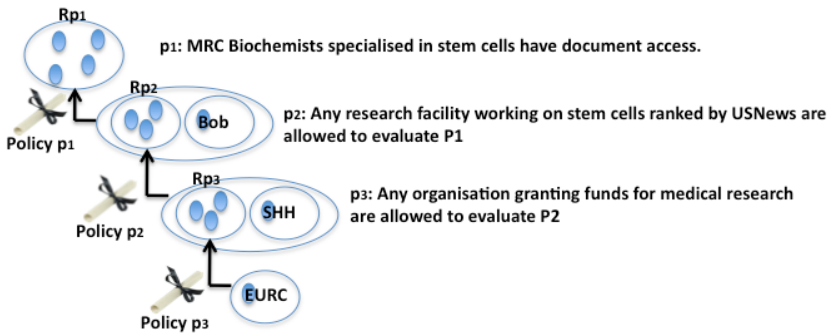 Rp1
p1: MRC Biochemists specialised in stem cells have document access.
Rp2
Bob
p2: Any research facility working on stem cells ranked by USNews are
allowed to evaluate P1
Policy p1
Rp3
SHH
p3: Any organisation granting funds for medical research
are allowed to evaluate P2
Policy p2
EURC
Policy p3